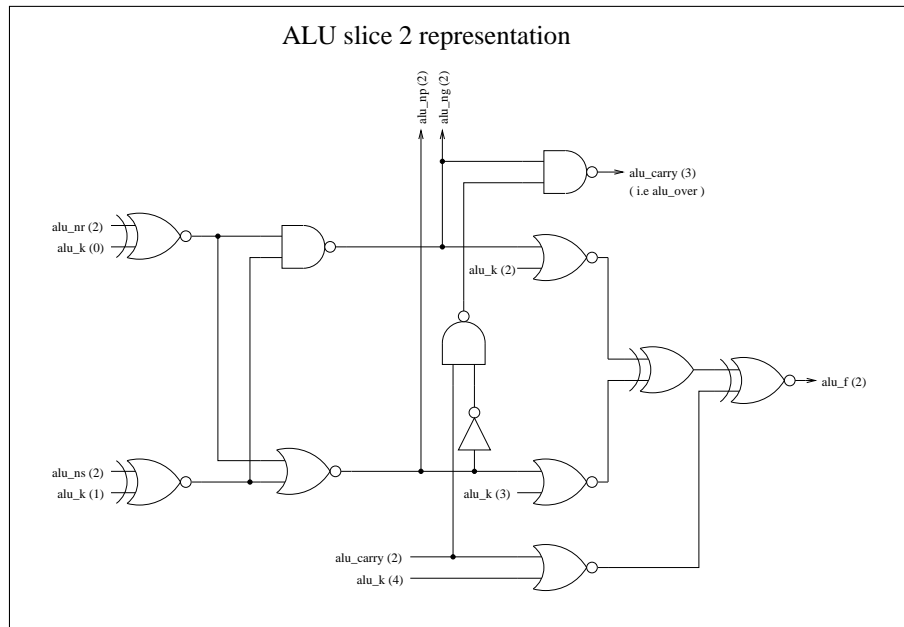 ALU slice 2 representation
alu_np (2)
alu_ng (2)
alu_carry (3)
( i.e alu_over )
alu_nr (2)
alu_k (0)
alu_k (2)
alu_f (2)
alu_ns (2)
alu_k (1)
alu_k (3)
alu_carry (2)
alu_k (4)